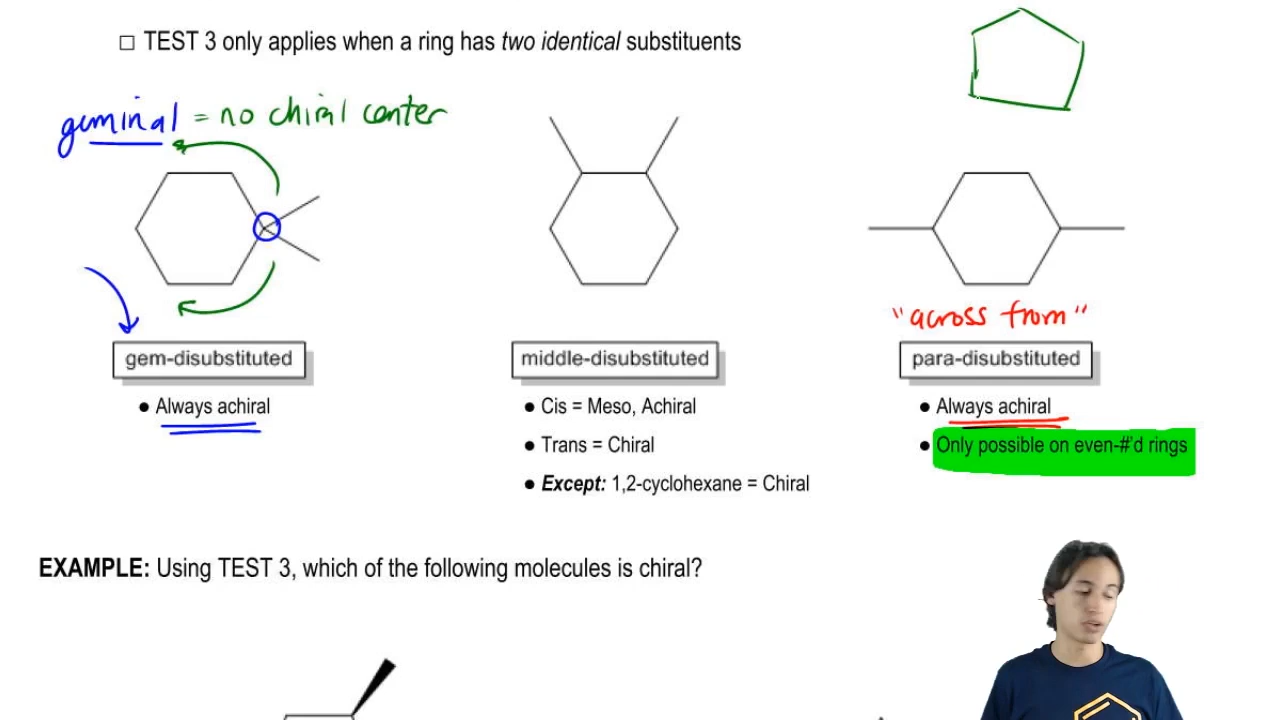 TEST 3 only applies when a ring has two identical substituents
geminal = no chiral center
"across from"
gem-disubstituted
middle-disubstituted
para-disubstituted
● Always achiral
● Cis = Meso, Achiral
● Trans = Chiral
● Except: 1,2-cyclohexane = Chiral
● Always achiral
● Only possible on even-#'d rings
EXAMPLE: Using TEST 3, which of the following molecules is chiral?